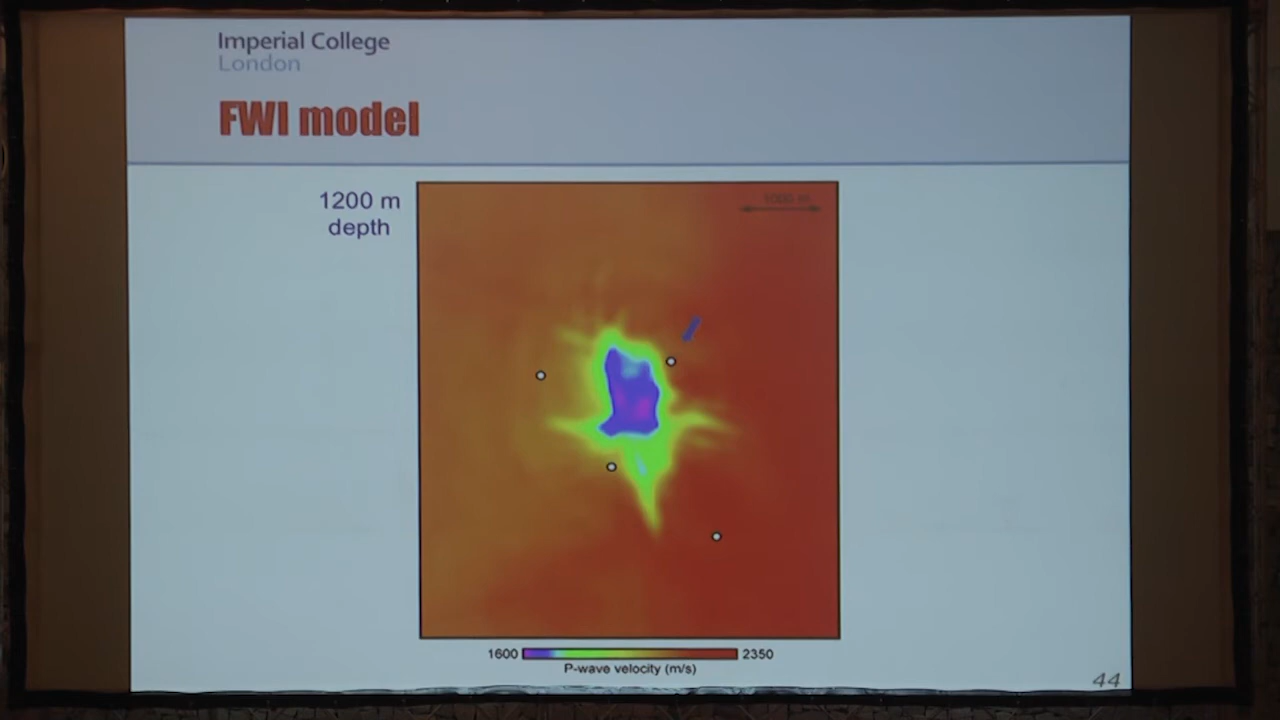 Imperial College
London
FWI model
1200 m
depth
1600
2350
P-wave velocity (m/s)
44